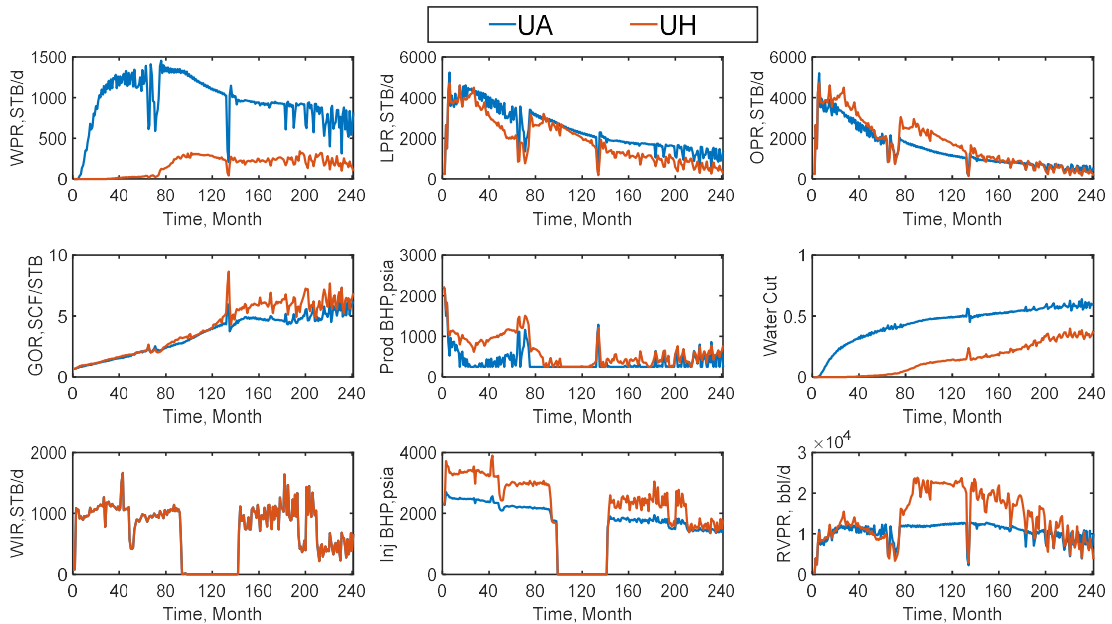 UA UH
1500
1000
500
0
WPR,STB/d
0 40 80 120 160 200 240
Time, Month
6000
4000
2000
0
LPR,STB/d
0 40 80 120 160 200 240
Time, Month
6000
4000
2000
0
OPR,STB/d
0 40 80 120 160 200 240
Time, Month
10
5
0
GOR,SCF/STB
0 40 80 120 160 200 240
Time, Month
3000
2000
1000
0
Prod BHP,psia
0 40 80 120 160 200 240
Time, Month
1
0.5
0
Water Cut
0 40 80 120 160 200 240
Time, Month
2000
1000
0
WIR,STB/d
0 40 80 120 160 200 240
Time, Month
4000
2000
0
Inj BHP,psia
0 40 80 120 160 200 240
Time, Month
×10⁴
3
2
1
0
RVPR, bbl/d
0 40 80 120 160 200 240
Time, Month